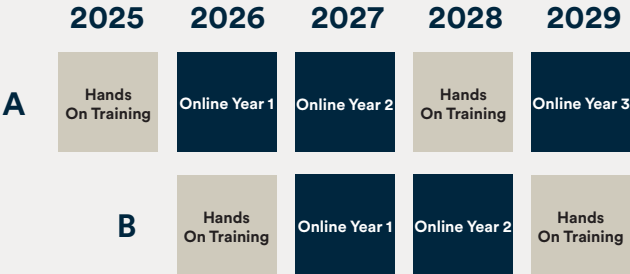 2025 2026 2027 2028 2029
A
Hands
On Training
Online Year 1
Online Year 2
Hands
On Training
Online Year 3
B
Hands
On Training
Online Year 1
Online Year 2
Hands
On Training